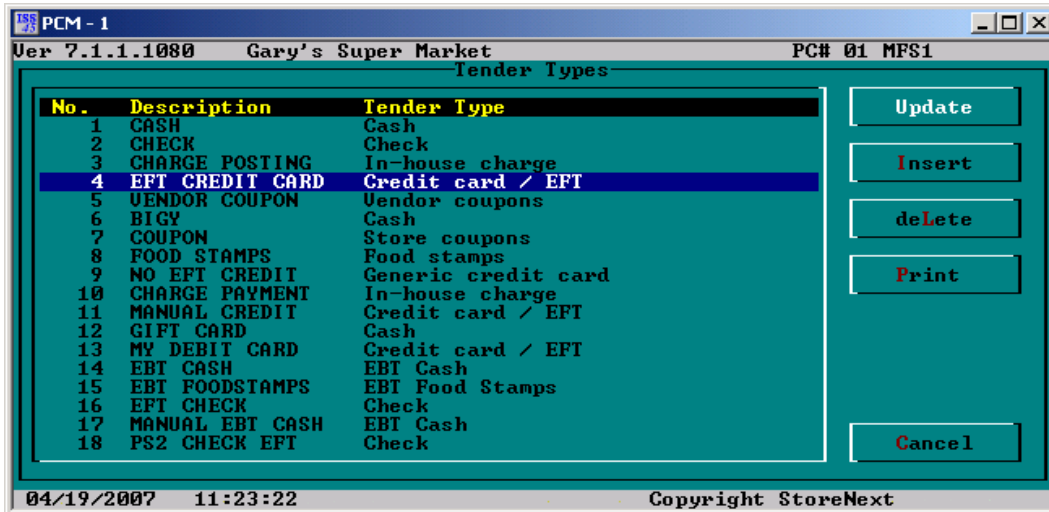 ISS 45 PCM - 1
Ver 7.1.1.1080 Gary's Super Market PC# 01 MFS1
Tender Types
No. Description Tender Type
1 CASH Cash
2 CHECK Check
3 CHARGE POSTING In-house charge
4 EFT CREDIT CARD Credit card / EFT
5 VENDOR COUPON Vendor coupons
6 BIGY Cash
7 COUPON Store coupons
8 FOOD STAMPS Food stamps
9 NO EFT CREDIT Generic credit card
10 CHARGE PAYMENT In-house charge
11 MANUAL CREDIT Credit card / EFT
12 GIFT CARD Cash
13 MY DEBIT CARD Credit card / EFT
14 EBT CASH EBT Cash
15 EBT FOODSTAMPS EBT Food Stamps
16 EFT CHECK Check
17 MANUAL EBT CASH EBT Cash
18 PS2 CHECK EFT Check
Update
Insert
deLete
Print
Cancel
04/19/2007 11:23:22 Copyright StoreNext